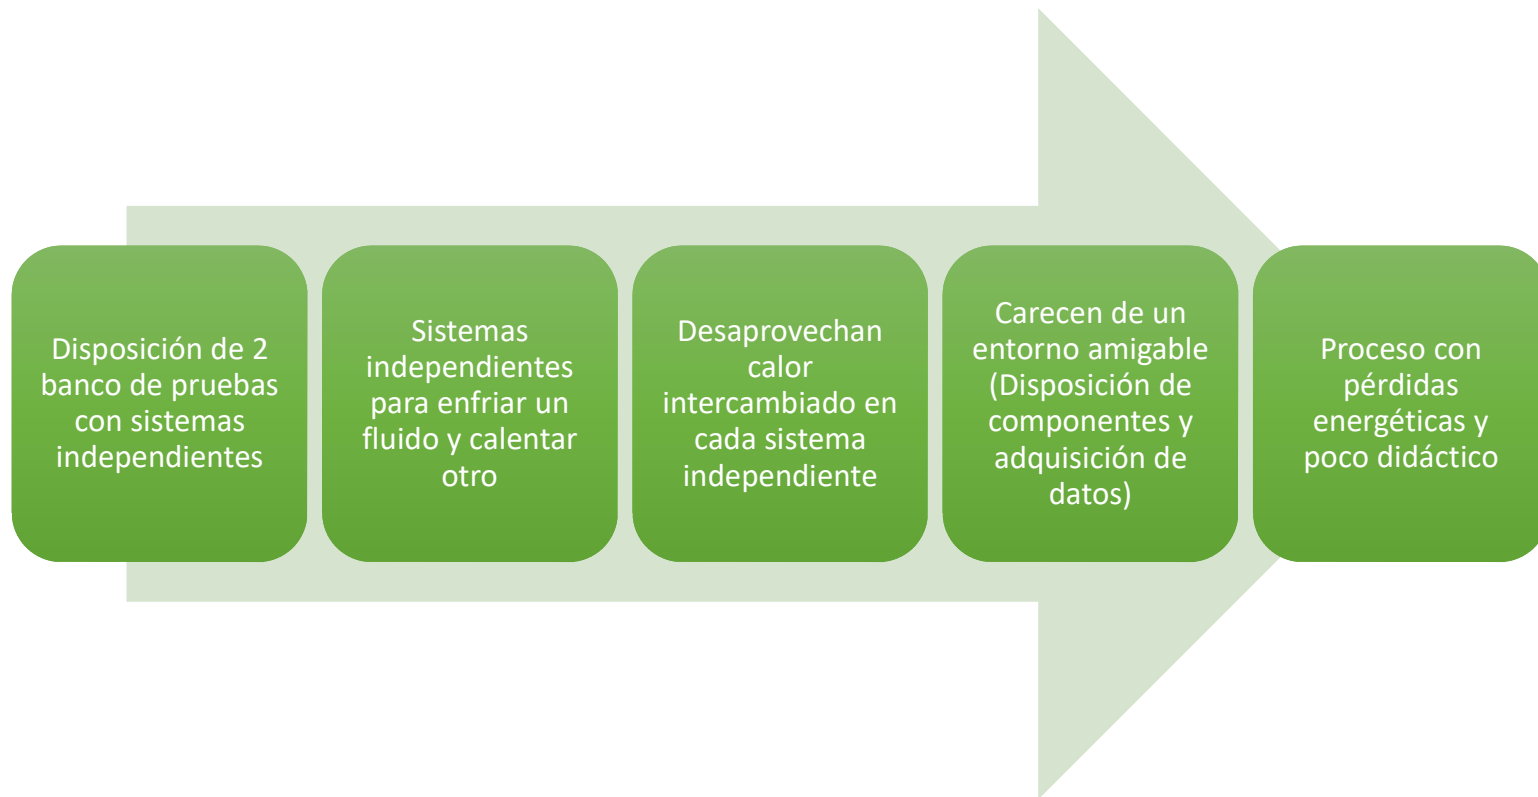 Disposición de 2
banco de pruebas
con sistemas
independientes
Sistemas
independientes
para enfriar un
fluido y calentar
otro
Desaprovechan
calor
intercambiado en
cada sistema
independiente
Carecen de un
entorno amigable
(Disposición de
componentes y
adquisición de
datos)
Proceso con
pérdidas
energéticas y
poco didáctico